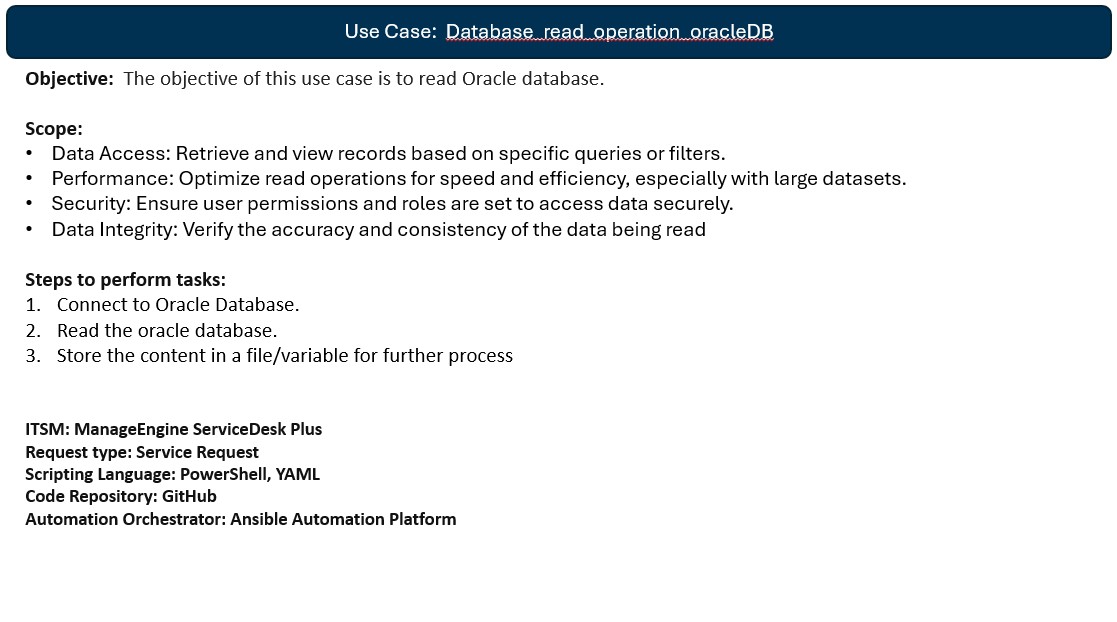 Use Case: Database_read_operation_oracleDB
Objective: The objective of this use case is to read Oracle database.
Scope:
• Data Access: Retrieve and view records based on specific queries or filters.
• Performance: Optimize read operations for speed and efficiency, especially with large datasets.
• Security: Ensure user permissions and roles are set to access data securely.
• Data Integrity: Verify the accuracy and consistency of the data being read
Steps to perform tasks:
1. Connect to Oracle Database.
2. Read the oracle database.
3. Store the content in a file/variable for further process
ITSM: ManageEngine ServiceDesk Plus
Request type: Service Request
Scripting Language: PowerShell, YAML
Code Repository: GitHub
Automation Orchestrator: Ansible Automation Platform